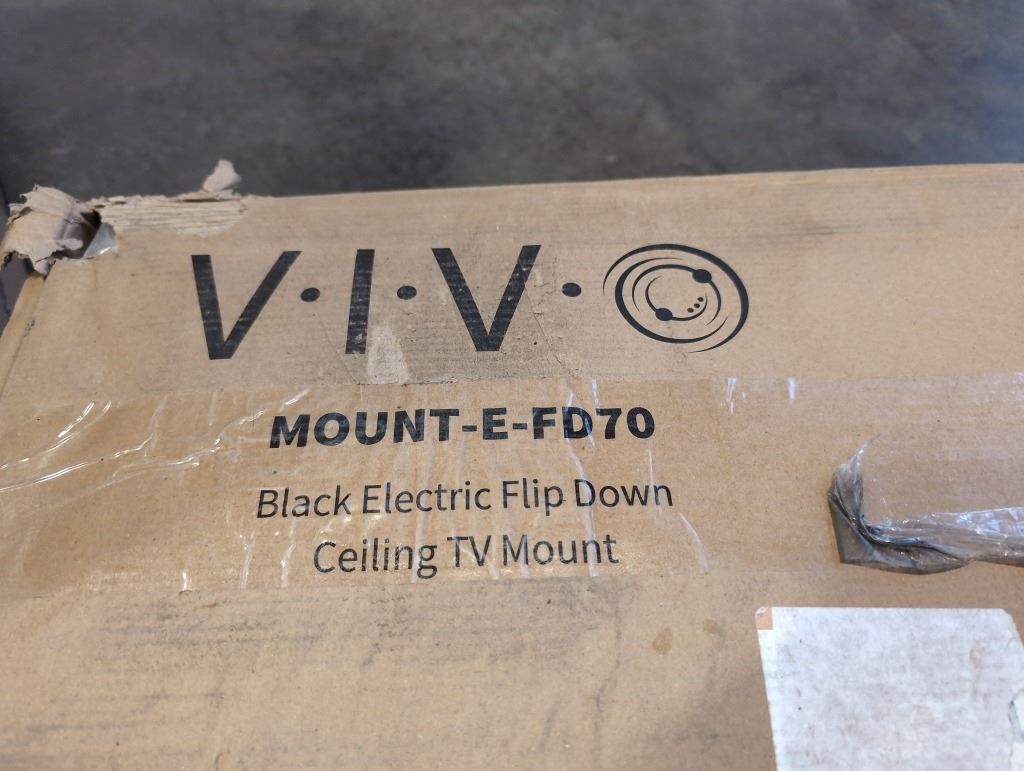 V·I·V·O
MOUNT-E-FD70
Black Electric Flip Down
Ceiling TV Mount